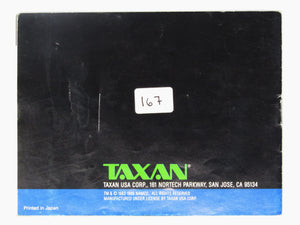 167
TAXAN
TAXAN USA CORP., 161 NORTECH PARKWAY, SAN JOSE, CA 95134
MANUFACTURED UNDER LICENSE BY TAXAN USA CORP.
Printed in Japan